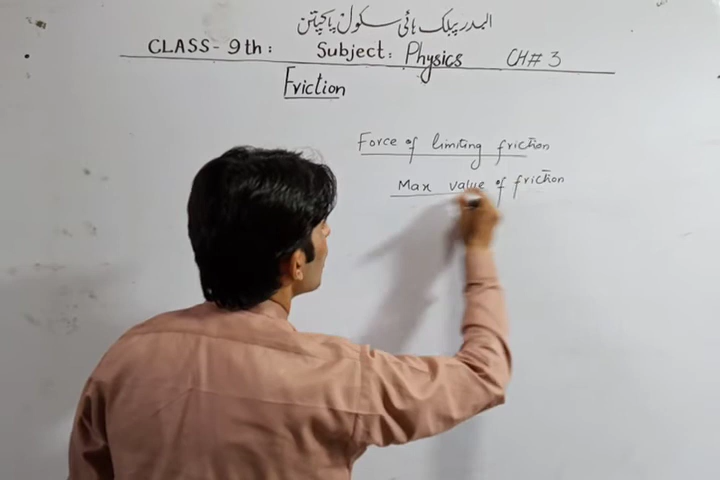 البدر پبلک ہائی سکول پاکپتن
CLASS- 9th: Subject: Physics CH# 3
Friction
Force of limiting friction
Max value of friction